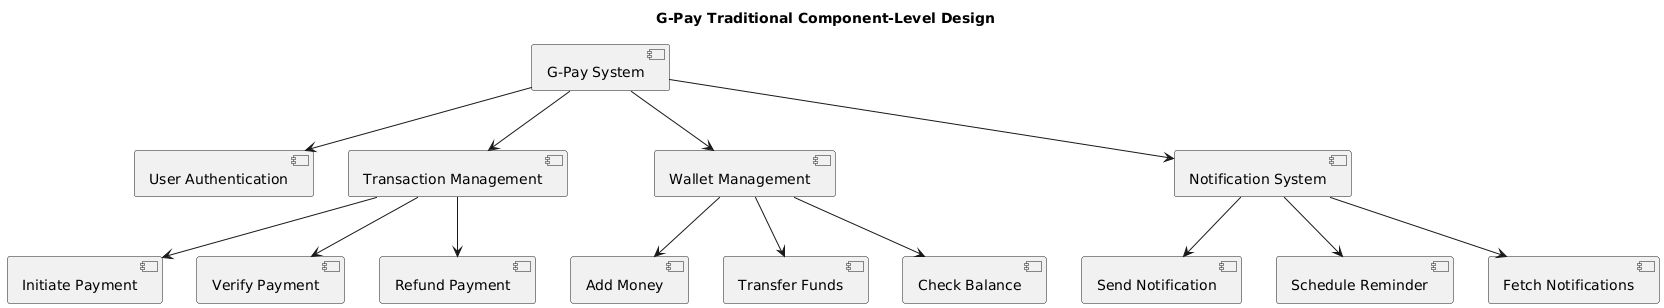 G-Pay Traditional Component-Level Design
G-Pay System
User Authentication
Transaction Management
Wallet Management
Notification System
Initiate Payment
Verify Payment
Refund Payment
Add Money
Transfer Funds
Check Balance
Send Notification
Schedule Reminder
Fetch Notifications